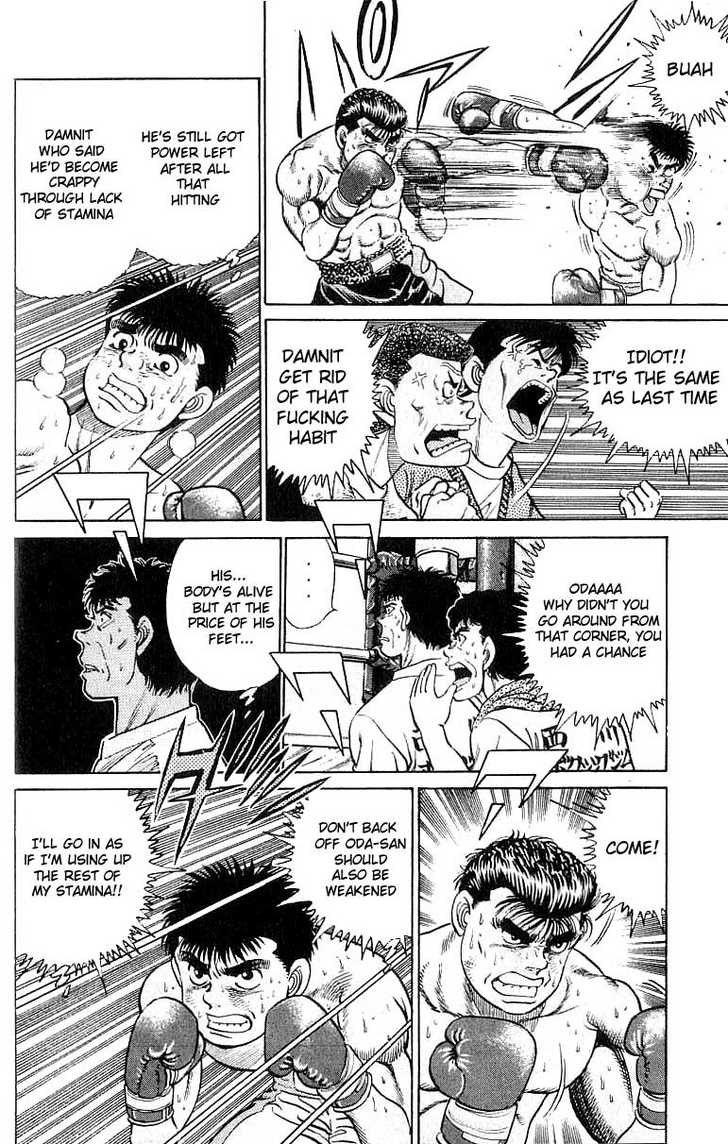 BUAH
HE'S STILL GOT
POWER LEFT
AFTER ALL
THAT
HITTING
DAMNIT
WHO SAID
HE'D BECOME
CRAPPY
THROUGH LACK
OF STAMINA
IDIOT!!
IT'S THE SAME
AS LAST TIME
DAMNIT
GET RID
OF THAT
FUCKING
HABIT
ODAAAA
WHY DIDN'T YOU
GO AROUND FROM
THAT CORNER, YOU
HAD A CHANCE
...
HIS...
BODY'S ALIVE
BUT AT THE
PRICE OF HIS
FEET...
COME!
DON'T BACK
OFF ODA-SAN
SHOULD
ALSO BE
WEAKENED
I'LL GO IN AS
IF I'M USING UP
THE REST OF
MY STAMINA!!